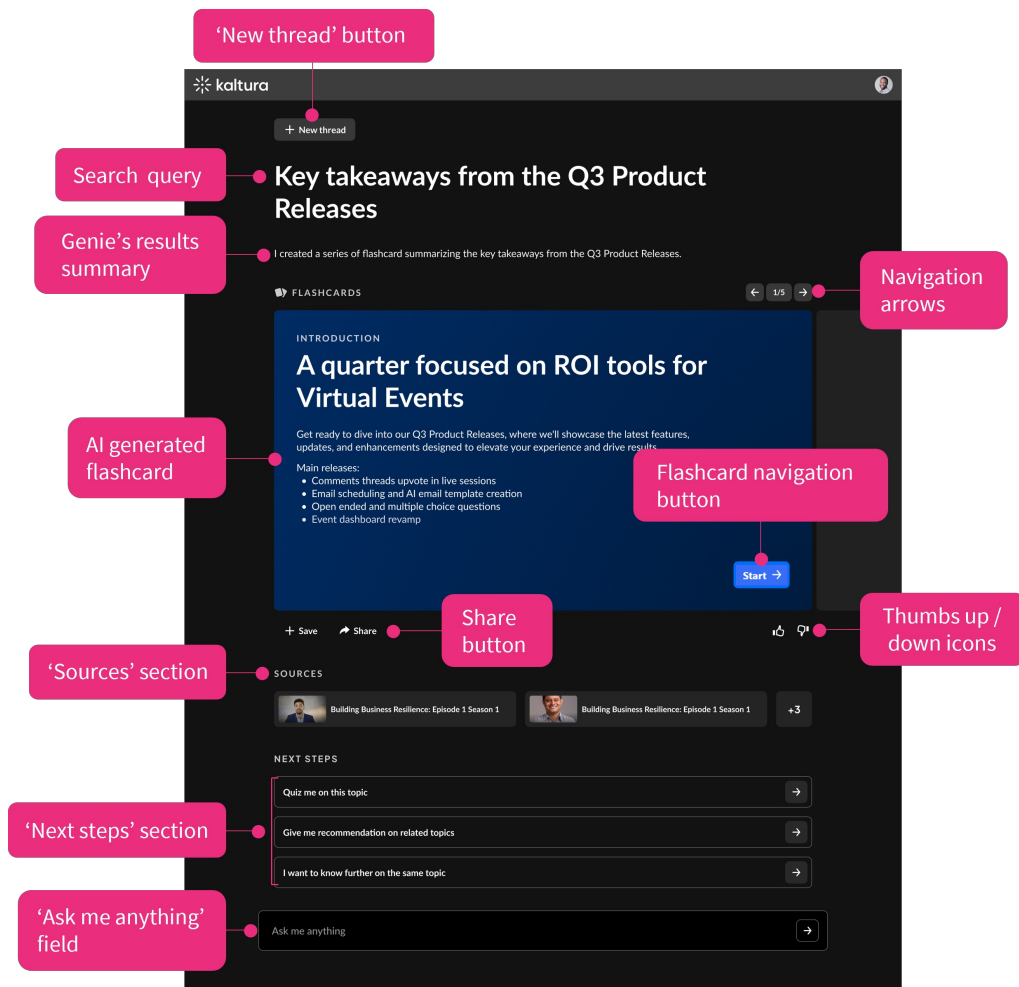 ‘New thread’ button
kaltura
+ New thread
Search query
Key takeaways from the Q3 Product
Releases
Genie’s results
summary
I created a series of flashcard summarizing the key takeaways from the Q3 Product Releases.
Navigation
arrows
FLASHCARDS
1/5
INTRODUCTION
A quarter focused on ROI tools for
Virtual Events
AI generated
flashcard
Get ready to dive into our Q3 Product Releases, where we'll showcase the latest features,
updates, and enhancements designed to elevate your experience and drive results
Main releases:
• Comments threads upvote in live sessions
• Email scheduling and AI email template creation
• Open ended and multiple choice questions
• Event dashboard revamp
Flashcard navigation
button
Start →
+ Save
Share
Share
button
Thumbs up /
down icons
‘Sources’ section
SOURCES
Building Business Resilience: Episode 1 Season 1
Building Business Resilience: Episode 1 Season 1
+3
NEXT STEPS
Quiz me on this topic
‘Next steps’ section
Give me recommendation on related topics
I want to know further on the same topic
‘Ask me anything’
field
Ask me anything